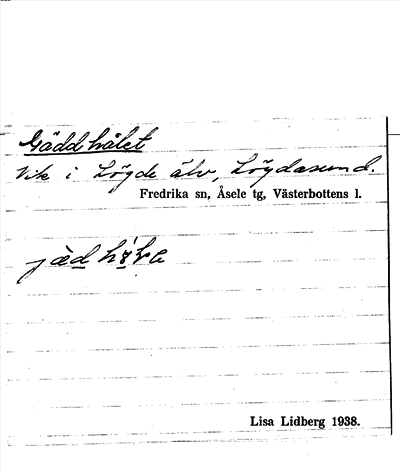 Gäddhålet
Vik i Lögde älv, Lögdasund.
Fredrika sn, Åsele tg, Västerbottens l.
Lisa Lidberg 1938.